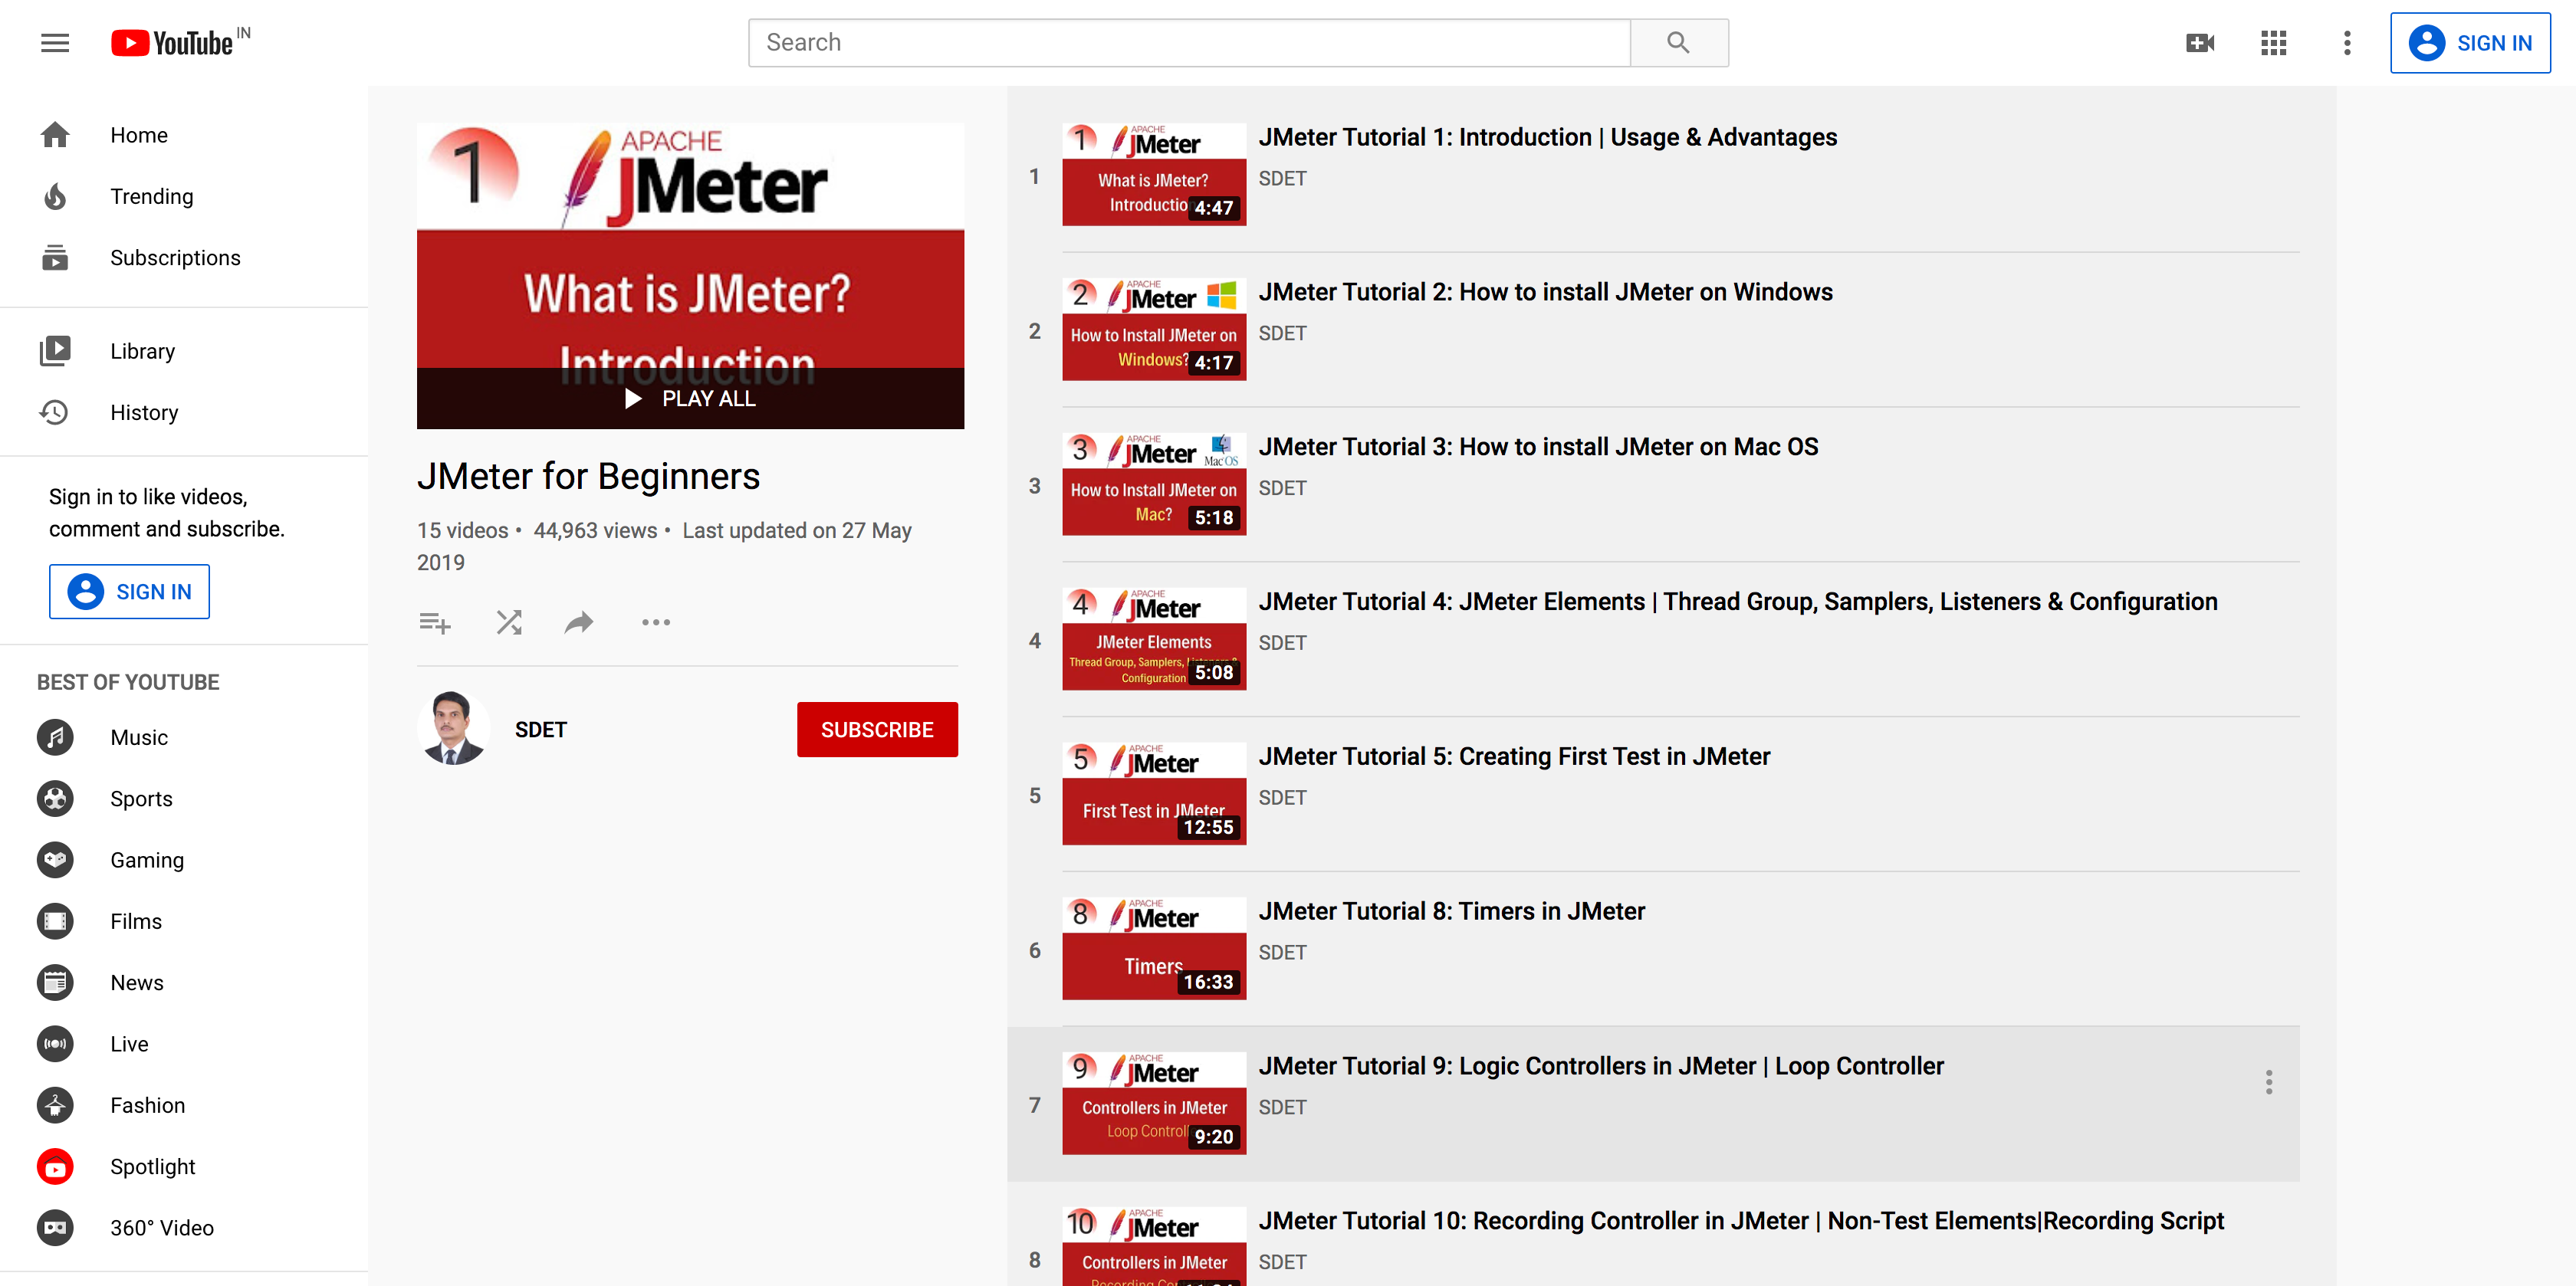 YouTube IN
Search
SIGN IN
Home
Trending
Subscriptions
Library
History
Sign in to like videos,
comment and subscribe.
SIGN IN
BEST OF YOUTUBE
Music
Sports
Gaming
Films
News
Live
Fashion
Spotlight
360° Video
1
APACHE
JMeter
What is JMeter?
Introduction
PLAY ALL
JMeter for Beginners
15 videos • 44,963 views • Last updated on 27 May
2019
SDET
SUBSCRIBE
1
1
APACHE
JMeter
What is JMeter?
4:47
JMeter Tutorial 1: Introduction | Usage & Advantages
SDET
2
2
APACHE
JMeter
How to Install JMeter on
Windows?
4:17
JMeter Tutorial 2: How to install JMeter on Windows
SDET
3
3
APACHE
JMeter
Mac OS
How to Install JMeter on
Mac?
5:18
JMeter Tutorial 3: How to install JMeter on Mac OS
SDET
4
4
APACHE
JMeter
JMeter Elements
Thread Group, Samplers,
Configuration
5:08
JMeter Tutorial 4: JMeter Elements | Thread Group, Samplers, Listeners & Configuration
SDET
5
5
APACHE
JMeter
First Test in JMeter
12:55
JMeter Tutorial 5: Creating First Test in JMeter
SDET
6
8
APACHE
JMeter
Timers
16:33
JMeter Tutorial 8: Timers in JMeter
SDET
7
9
APACHE
JMeter
Controllers in JMeter
Loop
9:20
JMeter Tutorial 9: Logic Controllers in JMeter | Loop Controller
SDET
8
10
APACHE
JMeter
Controllers in JMeter
JMeter Tutorial 10: Recording Controller in JMeter | Non-Test Elements|Recording Script
SDET